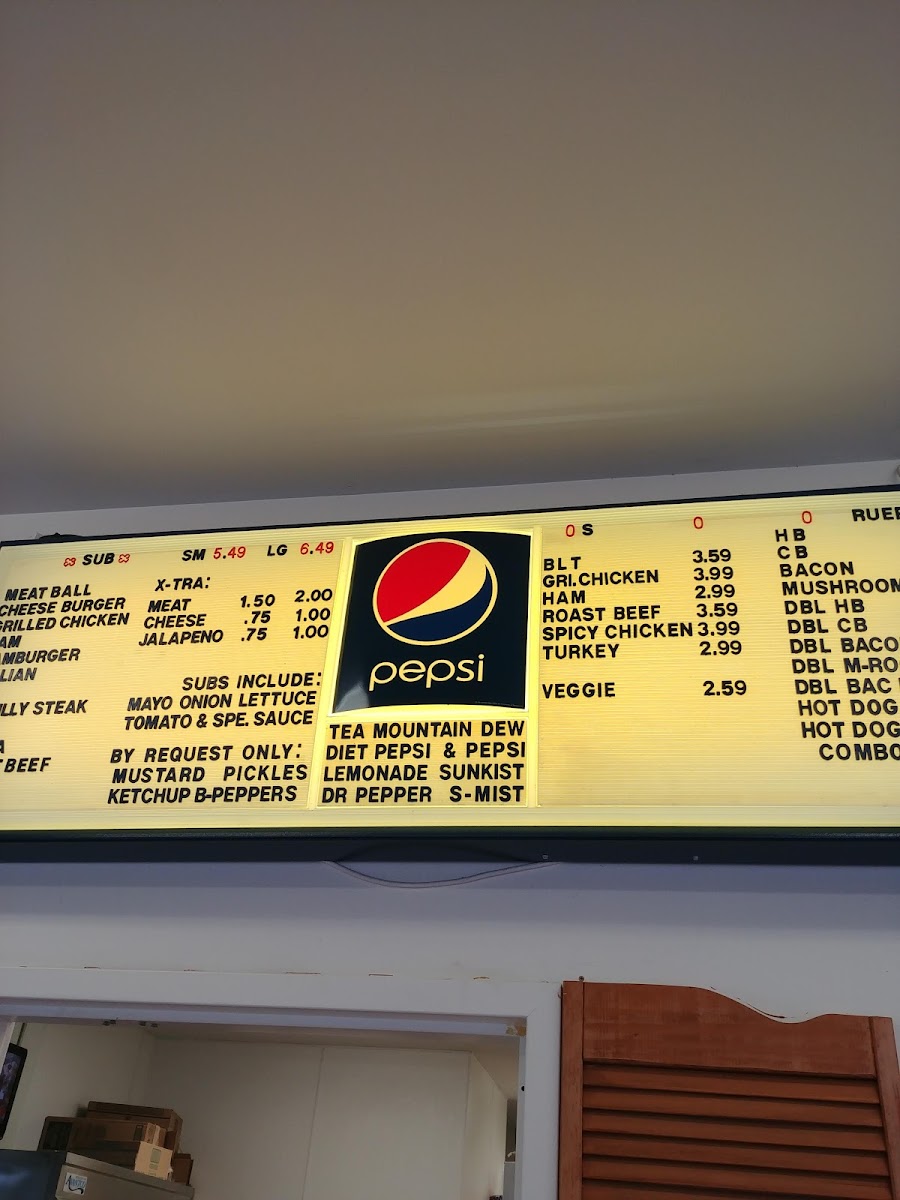 SUB
SM 5.49 LG 6.49
MEAT BALL
CHEESE BURGER
GRILLED CHICKEN
AM
AMBURGER
LIAN
LLY STEAK
A
T BEEF
X-TRA:
MEAT 1.50 2.00
CHEESE .75 1.00
JALAPENO .75 1.00
SUBS INCLUDE:
MAYO ONION LETTUCE
TOMATO & SPE. SAUCE
BY REQUEST ONLY:
MUSTARD PICKLES
KETCHUP B-PEPPERS
pepsi
TEA MOUNTAIN DEW
DIET PEPSI & PEPSI
LEMONADE SUNKIST
DR PEPPER S-MIST
0 S 0 0
BLT 3.59
GRI.CHICKEN 3.99
HAM 2.99
ROAST BEEF 3.59
SPICY CHICKEN 3.99
TURKEY 2.99
VEGGIE 2.59
RUEB
HB
CB
BACON
MUSHROOM
DBL HB
DBL CB
DBL BACO
DBL M-RO
DBL BAC
HOT DOG
HOT DOG
COMBO